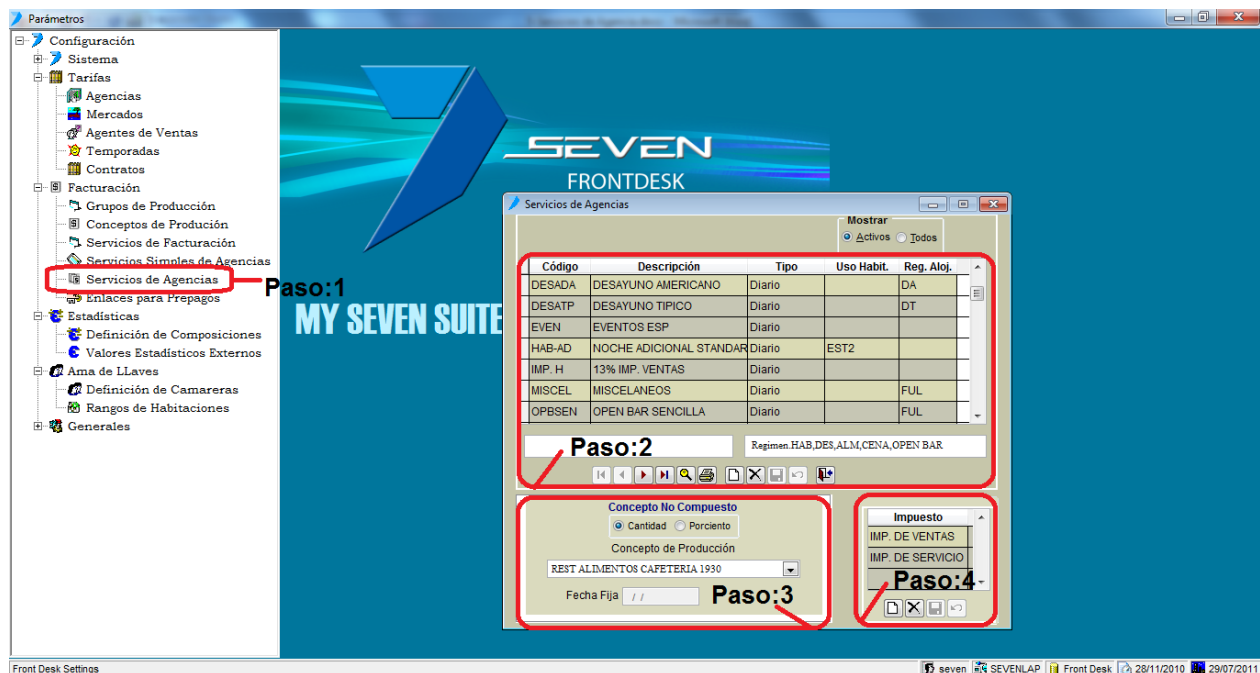 Parámetros
Configuración
Sistema
Tarifas
Agencias
Mercados
Agentes de Ventas
Temporadas
Contratos
Facturación
Grupos de Producción
Conceptos de Produción
Servicios de Facturación
Servicios Simples de Agencias
Servicios de Agencias
Enlaces para Prepagos
Estadísticas
Definición de Composiciones
Valores Estadísticos Externos
Ama de LLaves
Definición de Camareras
Rangos de Habitaciones
Generales
Paso:1
SEVEN
FRONTDESK
MY SEVEN SUITE
Servicios de Agencias
Mostrar
Activos Todos
Código Descripción Tipo Uso Habit. Reg. Aloj.
DESADA DESAYUNO AMERICANO Diario DA
DESATP DESAYUNO TIPICO Diario DT
EVEN EVENTOS ESP Diario
HAB-AD NOCHE ADICIONAL STANDAR Diario EST2
IMP. H 13% IMP. VENTAS Diario
MISCEL MISCELANEOS Diario FUL
OPBSEN OPEN BAR SENCILLA Diario FUL
Paso:2
Regimen.HAB,DES,ALM,CENA,OPEN BAR
Concepto No Compuesto
Cantidad Porciento
Concepto de Producción
REST ALIMENTOS CAFETERIA 1930
Fecha Fija / /
Paso:3
Impuesto
IMP. DE VENTAS
IMP. DE SERVICIO
Paso:4
Front Desk Settings
seven SEVENLAP Front Desk 28/11/2010 29/07/2011